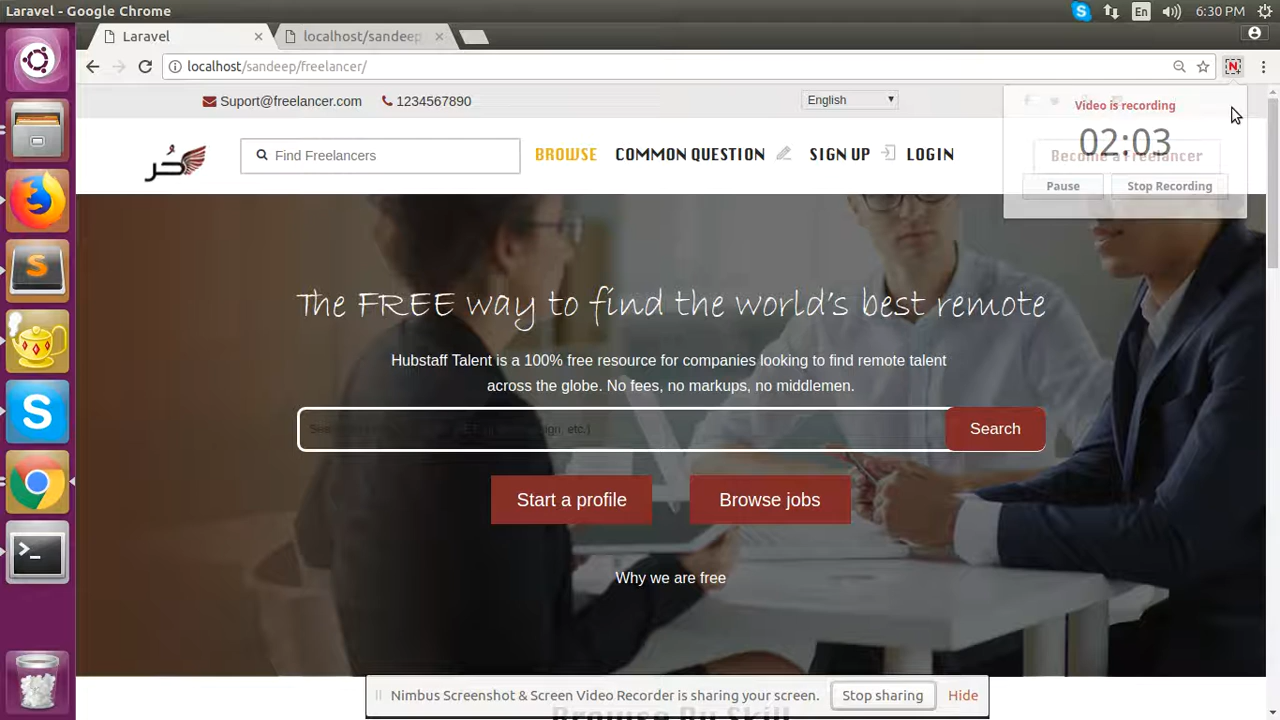 Laravel - Google Chrome
En
6:30 PM
Laravel
localhost/sandeep
localhost/sandeep/freelancer/
Suport@freelancer.com
1234567890
English
Video is recording
02:03
Become a Freelancer
Pause
Stop Recording
حُر
Find Freelancers
BROWSE
COMMON QUESTION
SIGN UP
LOGIN
The FREE way to find the world's best remote
Hubstaff Talent is a 100% free resource for companies looking to find remote talent
across the globe. No fees, no markups, no middlemen.
etc.)
Search
Start a profile
Browse jobs
Why we are free
Nimbus Screenshot & Screen Video Recorder is sharing your screen.
Stop sharing
Hide
Browse By Skill